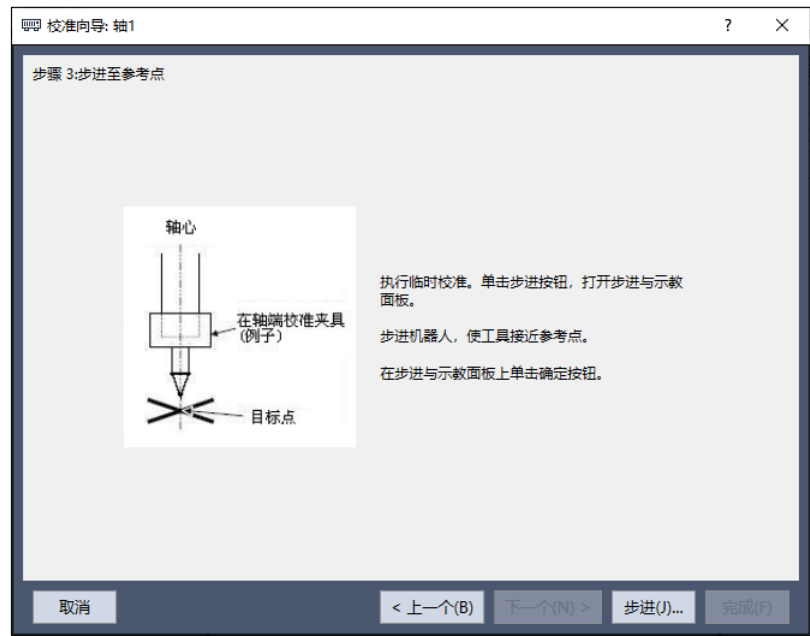 校准向导: 轴1
?
步骤 3:步进至参考点
轴心
在轴端校准夹具
(例子)
目标点
执行临时校准。单击步进按钮，打开步进与示教
面板。
步进机器人，使工具接近参考点。
在步进与示教面板上单击确定按钮。
取消
< 上一个(B)
下一个(N) >
步进(J)...
完成(F)